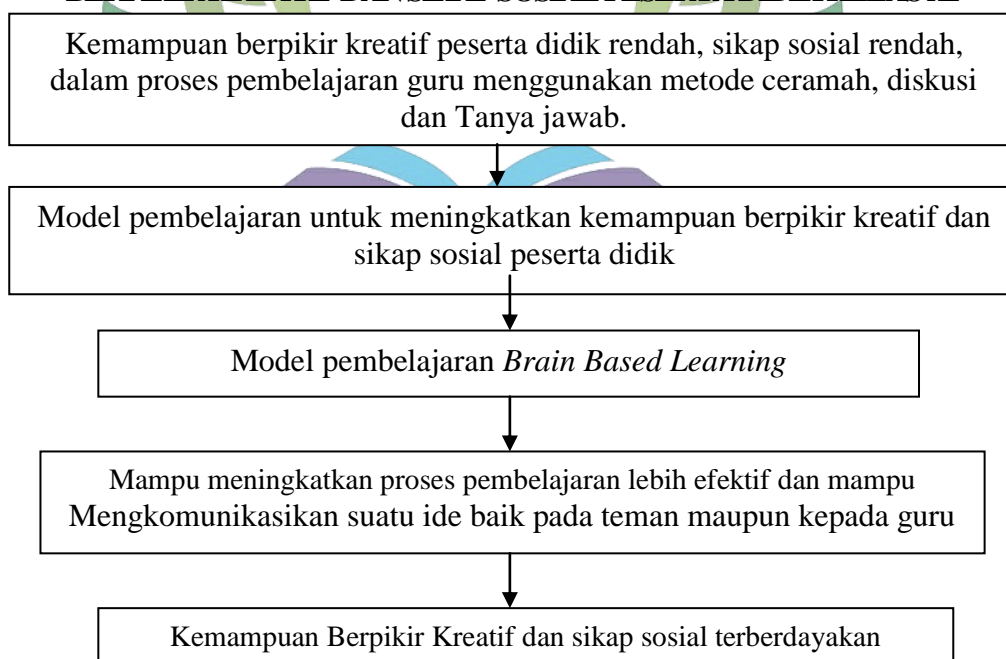 Kemampuan berpikir kreatif peserta didik rendah, sikap sosial rendah,
dalam proses pembelajaran guru menggunakan metode ceramah, diskusi
dan Tanya jawab.
Model pembelajaran untuk meningkatkan kemampuan berpikir kreatif dan
sikap sosial peserta didik
Model pembelajaran Brain Based Learning
Mampu meningkatkan proses pembelajaran lebih efektif dan mampu
Mengkomunikasikan suatu ide baik pada teman maupun kepada guru
Kemampuan Berpikir Kreatif dan sikap sosial terberdayakan